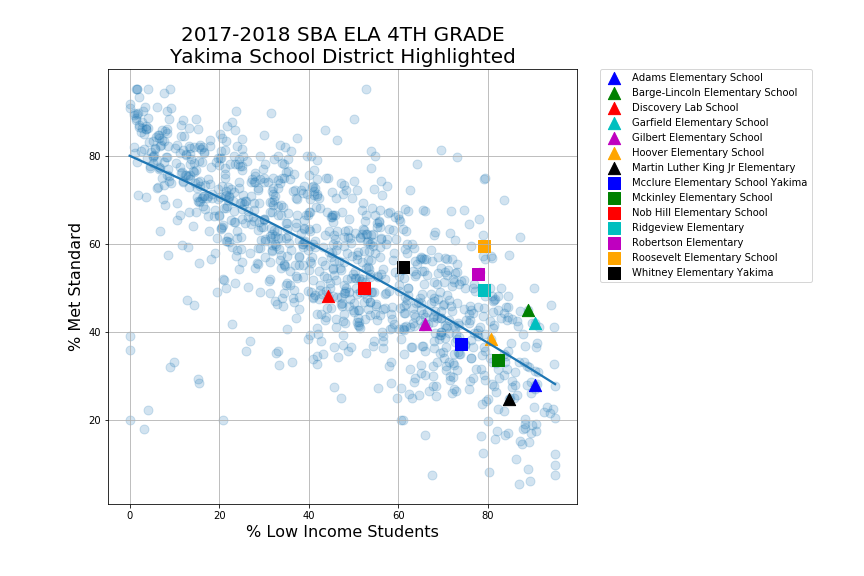 2017-2018 SBA ELA 4TH GRADE
Yakima School District Highlighted
% Met Standard
80
60
40
20
0 20 40 60 80
% Low Income Students
Adams Elementary School
Barge-Lincoln Elementary School
Discovery Lab School
Garfield Elementary School
Gilbert Elementary School
Hoover Elementary School
Martin Luther King Jr Elementary
Mcclure Elementary School Yakima
Mckinley Elementary School
Nob Hill Elementary School
Ridgeview Elementary
Robertson Elementary
Roosevelt Elementary School
Whitney Elementary Yakima